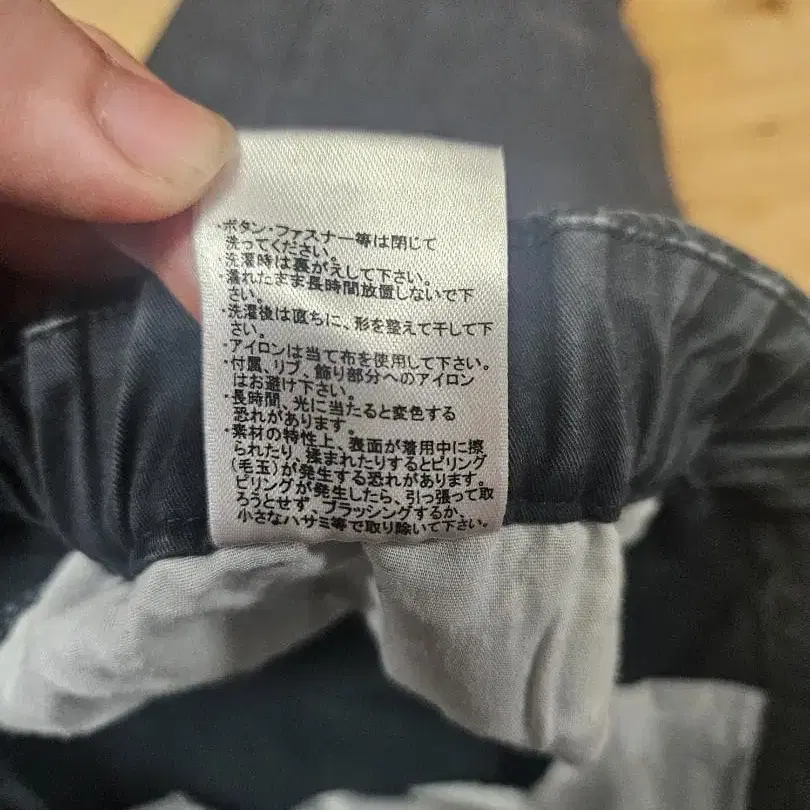 ・ボタン・ファスナー等は閉じて
洗ってください。
・洗濯時は裏がえして下さい。
・濡れたまま長時間放置しないで下
さい。
・洗濯後は直ちに、形を整えて干して下
さい。
・アイロンは当て布を使用して下さい。
・付属、リブ、飾り部分へのアイロン
はお避け下さい。
・長時間、光に当たると変色する
恐れがあります。
・素材の特性上、表面が着用中に擦
られたり、揉まれたりするとピリング
(毛玉)が発生する恐れがあります。
ピリングが発生したら、引っ張って取
ろうとせず、ブラッシングするか、
小さなハサミ等で取り除いて下さい。